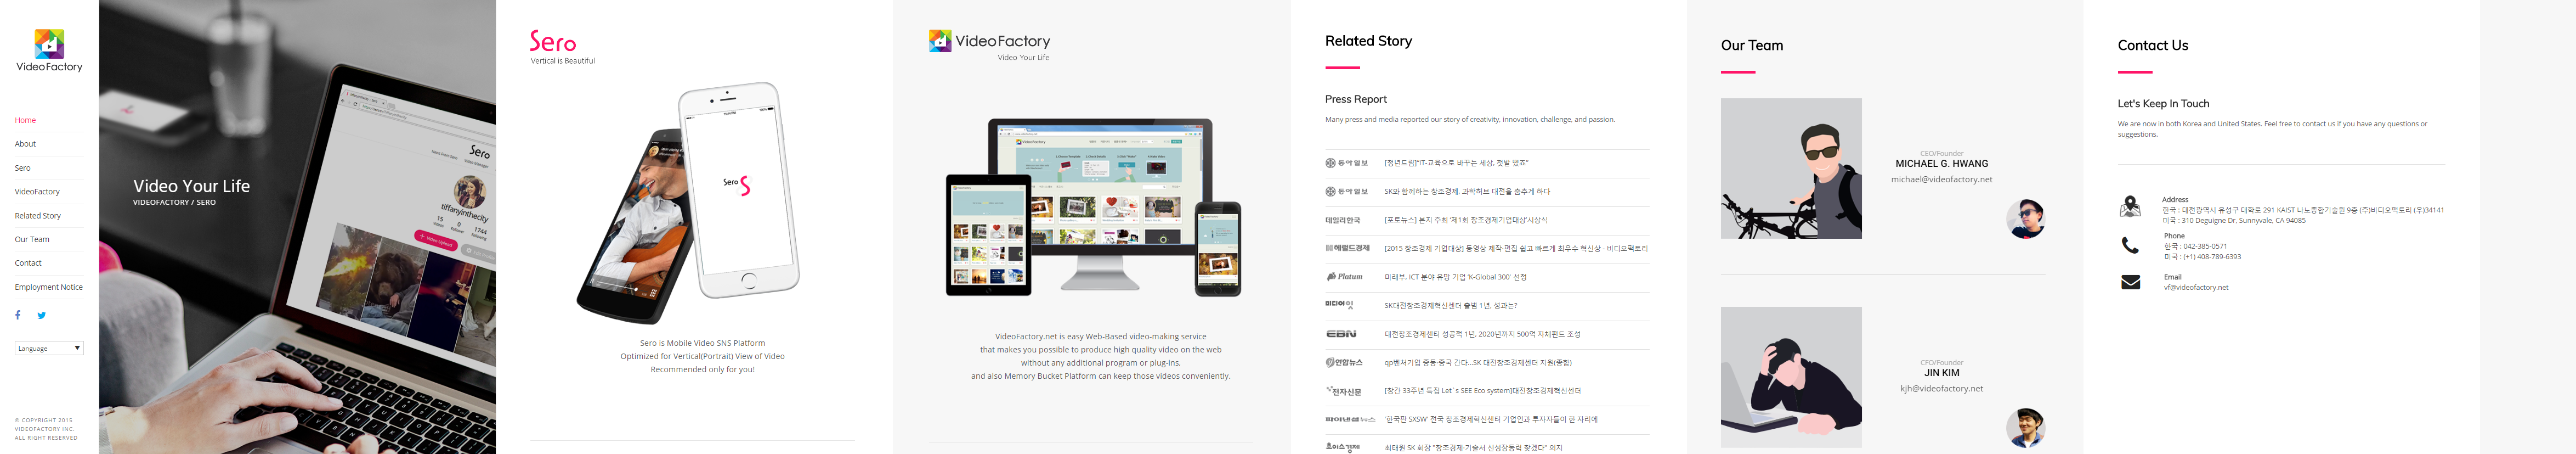 VideoFactory
Home
About
Sero
VideoFactory
Related Story
Our Team
Contact
Employment Notice
Language
© COPYRIGHT 2015
VIDEOFACTORY INC.
ALL RIGHT RESERVED
Video Your Life
VIDEOFACTORY / SERO
Sero
tiffanyinthecity
15
0
1744
Video Upload
Sero
Vertical is Beautiful
Sero
Sero is Mobile Video SNS Platform
Optimized for Vertical(Portrait) View of Video
Recommended only for you!
VideoFactory
Video Your Life
VideoFactory
VideoFactory.net is easy Web-Based video-making service
that makes you possible to produce high quality video on the web
without any additional program or plug-ins,
and also Memory Bucket Platform can keep those videos conveniently.
Related Story
Press Report
Many press and media reported our story of creativity, innovation, challenge, and passion.
동아일보 [청년드림]"IT-교육으로 바꾸는 세상, 첫발 뗐죠"
동아일보 SK와 함께하는 창조경제, 과학허브 대전을 춤추게 하다
데일리한국 [포토뉴스] 본지 주최 '제1회 창조경제기업대상'시상식
헤럴드경제 [2015 창조경제 기업대상] 동영상 제작·편집 쉽고 빠르게 최우수 혁신상 - 비디오팩토리
Platum 미래부, ICT 분야 유망 기업 'K-Global 300' 선정
미디어잇 SK대전창조경제혁신센터 출범 1년, 성과는?
EBN 대전창조경제센터 성공적 1년, 2020년까지 500억 자체펀드 조성
연합뉴스 qp벤처기업 중동·중국 간다…SK 대전창조경제센터 지원(종합)
전자신문 [창간 33주년 특집 Let`s SEE Eco system]대전창조경제혁신센터
파이낸셜뉴스 '한국판 SXSW' 전국 창조경제혁신센터 기업인과 투자자들이 한 자리에
최태원 SK 회장 "창조경제·기술서 신성장동력 찾겠다" 의지
Our Team
CEO/Founder
MICHAEL G. HWANG
michael@videofactory.net
CFO/Founder
JIN KIM
kjh@videofactory.net
Contact Us
Let's Keep In Touch
We are now in both Korea and United States. Feel free to contact us if you have any questions or
suggestions.
Address
한국 : 대전광역시 유성구 대학로 291 KAIST 나노종합기술원 9층 (주)비디오팩토리 (우)34141
미국 : 310 Deguigne Dr, Sunnyvale, CA 94085
Phone
한국 : 042-385-0571
미국 : (+1) 408-789-6393
Email
vf@videofactory.net